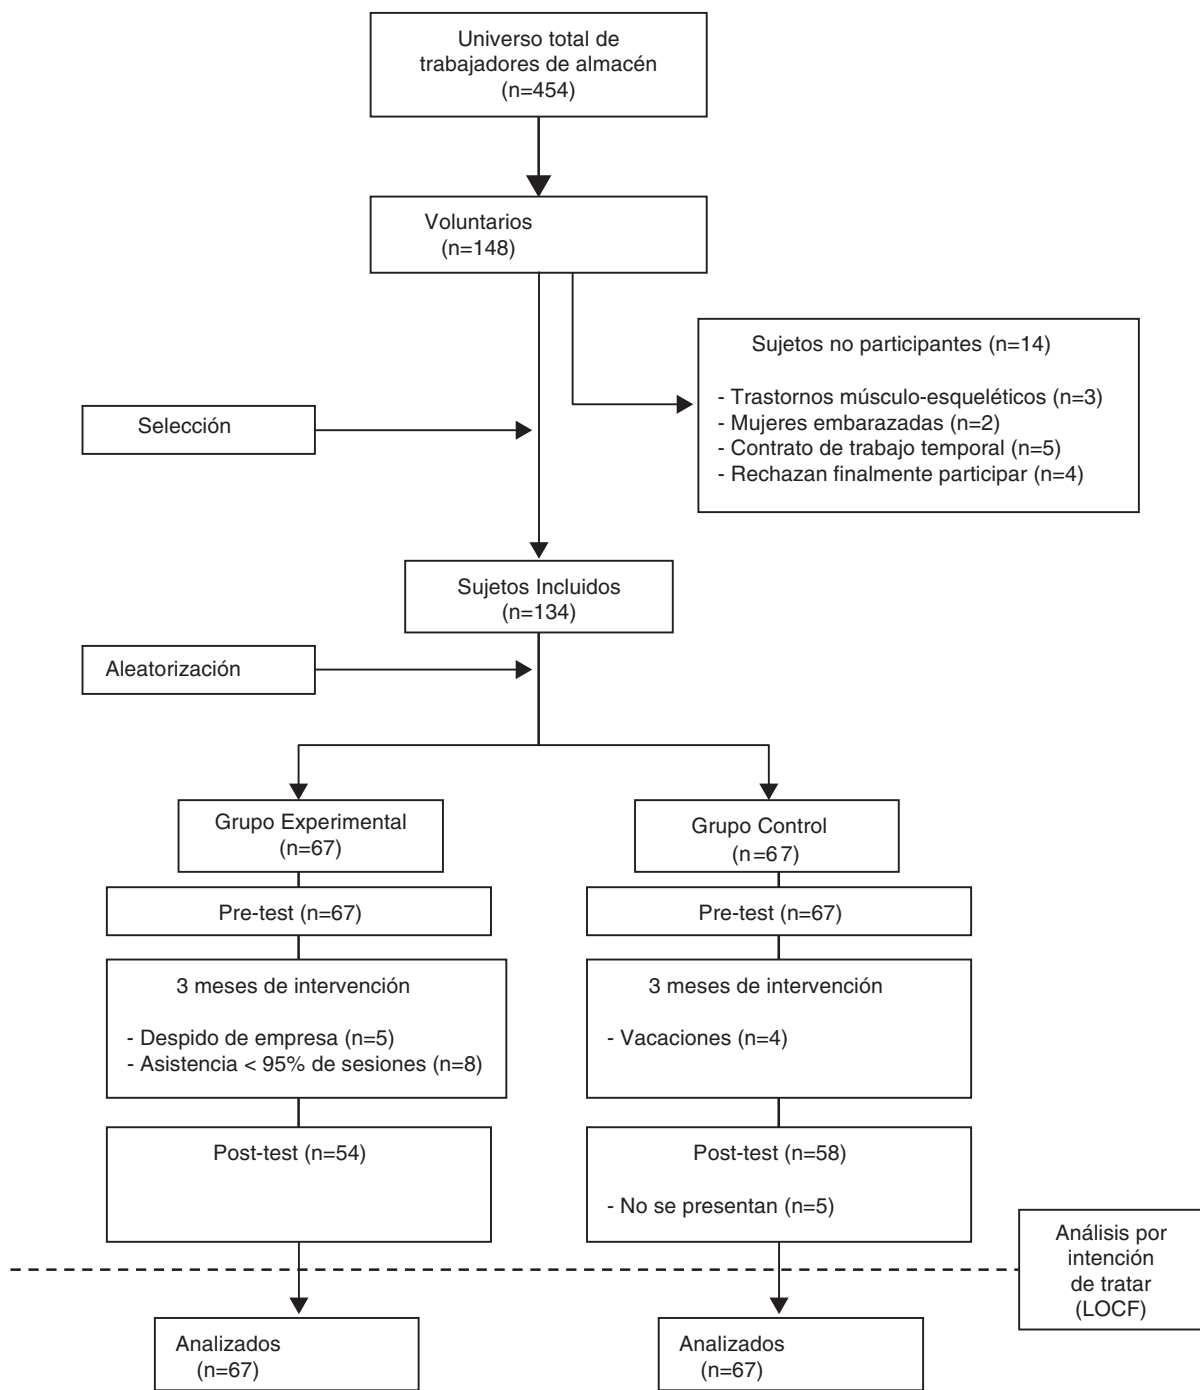 Universo total de
trabajadores de almacén
(n=454)
Voluntarios
(n=148)
Sujetos no participantes (n=14)
- Trastornos músculo-esqueléticos (n=3)
- Mujeres embarazadas (n=2)
- Contrato de trabajo temporal (n=5)
- Rechazan finalmente participar (n=4)
Selección
Sujetos Incluidos
(n=134)
Aleatorización
Grupo Experimental
(n=67)
Grupo Control
(n=67)
Pre-test (n=67)
Pre-test (n=67)
3 meses de intervención
- Despido de empresa (n=5)
- Asistencia < 95% de sesiones (n=8)
3 meses de intervención
- Vacaciones (n=4)
Post-test (n=54)
Post-test (n=58)
- No se presentan (n=5)
Análisis por
intención
de tratar
(LOCF)
Analizados
(n=67)
Analizados
(n=67)